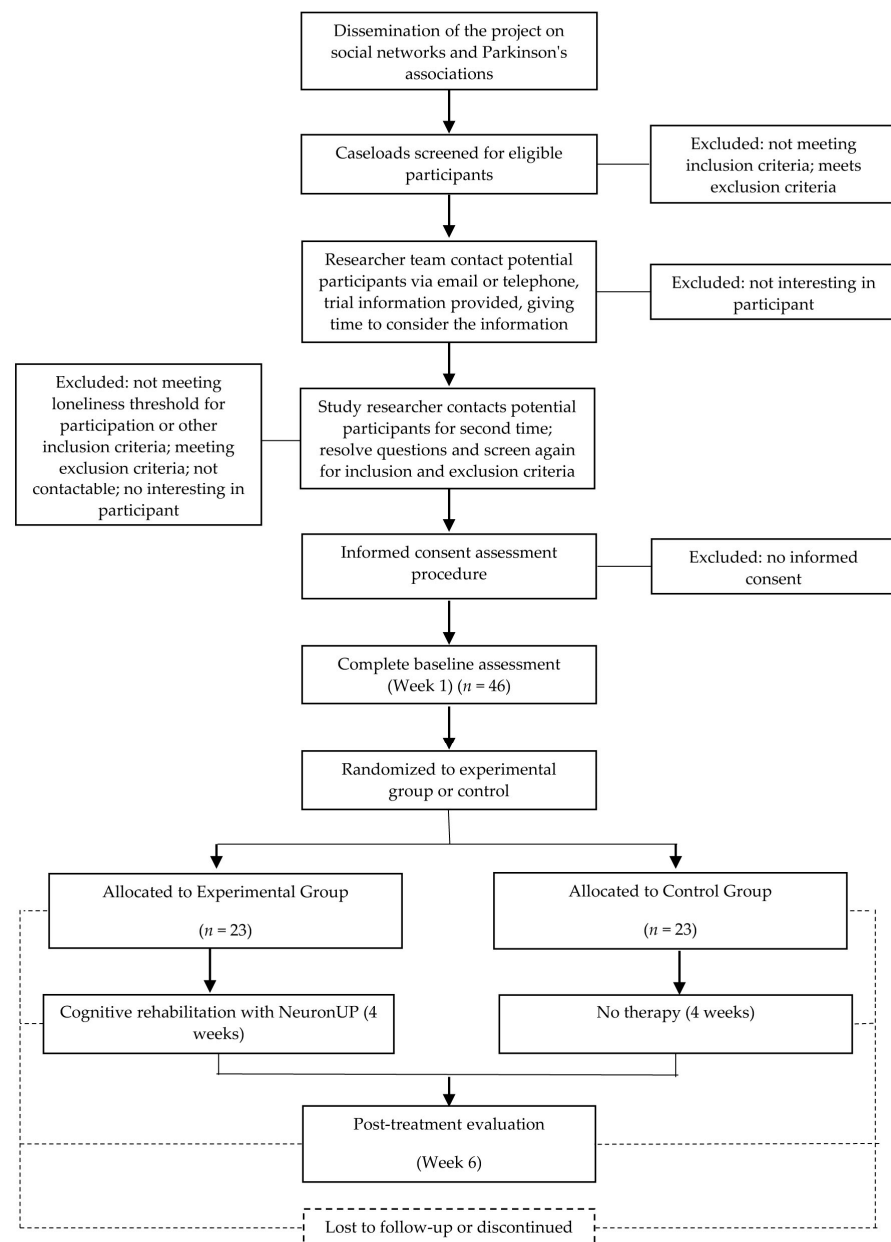 Dissemination of the project on
social networks and Parkinson's
associations
Caseloads screened for eligible
participants
Excluded: not meeting
inclusion criteria; meets
exclusion criteria
Researcher team contact potential
participants via email or telephone,
trial information provided, giving
time to consider the information
Excluded: not interesting in
participant
Excluded: not meeting
loneliness threshold for
participation or other
inclusion criteria; meeting
exclusion criteria; not
contactable; no interesting in
participant
Study researcher contacts potential
participants for second time;
resolve questions and screen again
for inclusion and exclusion criteria
Informed consent assessment
procedure
Excluded: no informed
consent
Complete baseline assessment
(Week 1) (n = 46)
Randomized to experimental
group or control
Allocated to Experimental Group
(n = 23)
Allocated to Control Group
(n = 23)
Cognitive rehabilitation with NeuronUP (4
weeks)
No therapy (4 weeks)
Post-treatment evaluation
(Week 6)
Lost to follow-up or discontinued